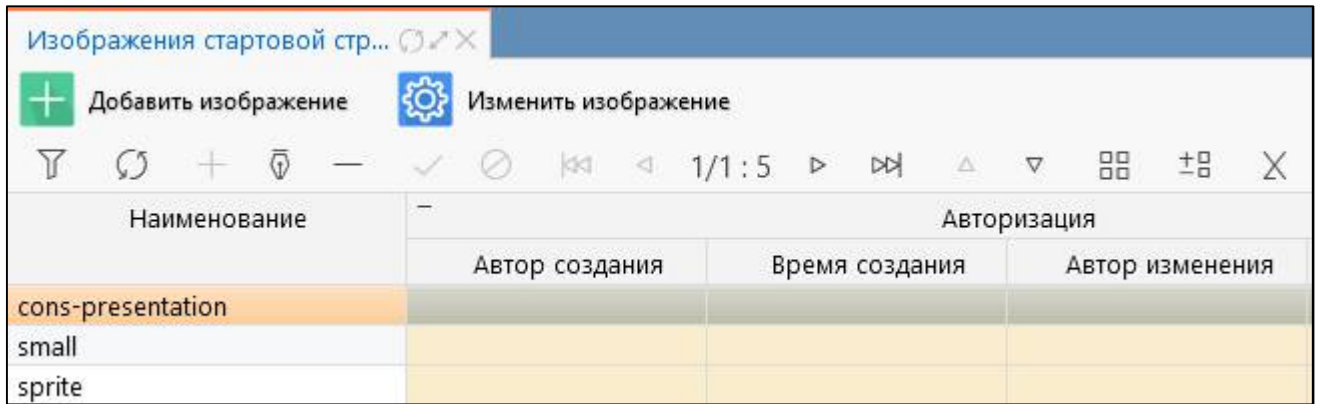 Изображения стартовой стр...
Добавить изображение Изменить изображение
1/1 : 5
Наименование Авторизация
Автор создания Время создания Автор изменения
cons-presentation
small
sprite